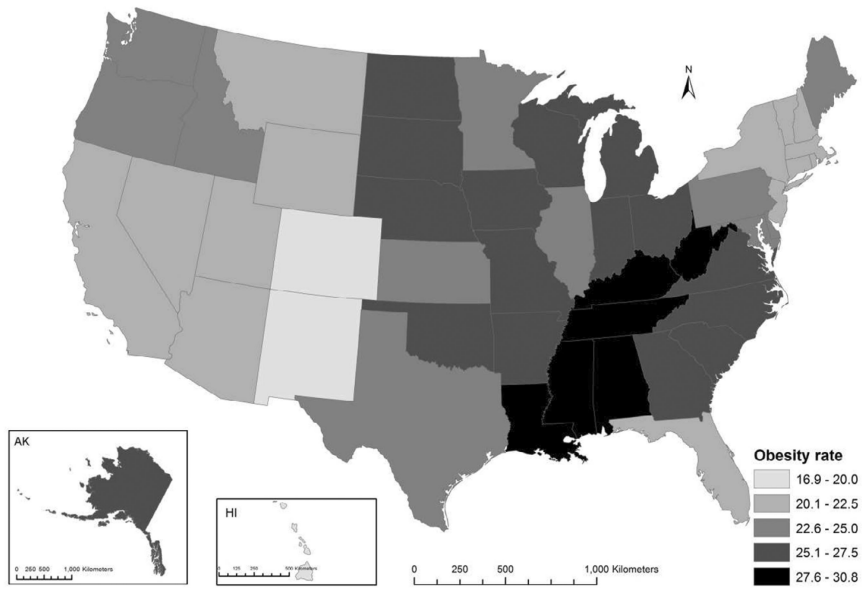 N
AK
0 250 500 1,000 Kilometers
HI
0 125 250 500 Kilometers
0 250 500 1,000 Kilometers
Obesity rate
16.9 - 20.0
20.1 - 22.5
22.6 - 25.0
25.1 - 27.5
27.6 - 30.8